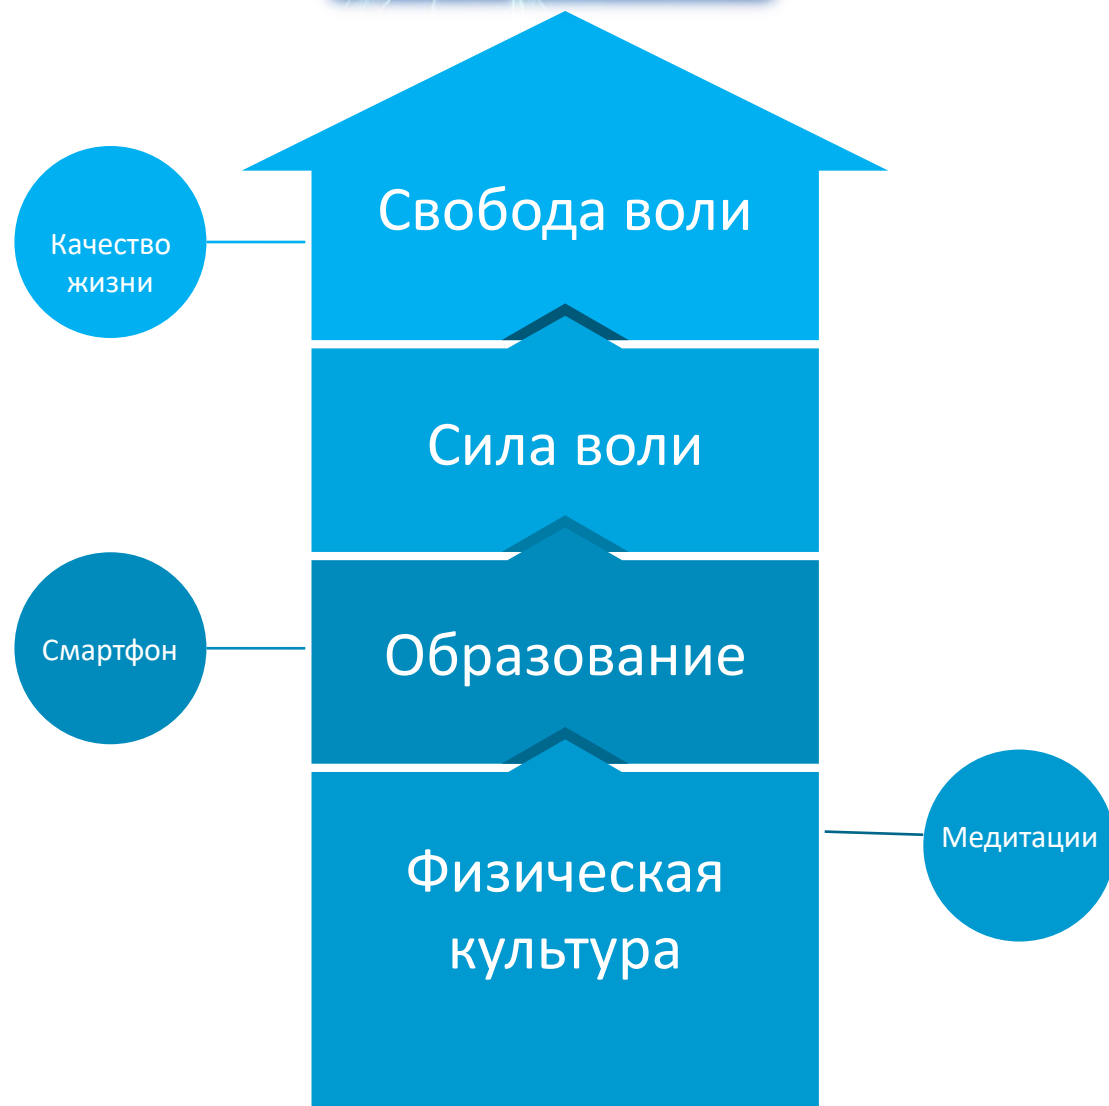 Свобода воли
Качество
жизни
Сила воли
Образование
Смартфон
Медитации
Физическая
культура